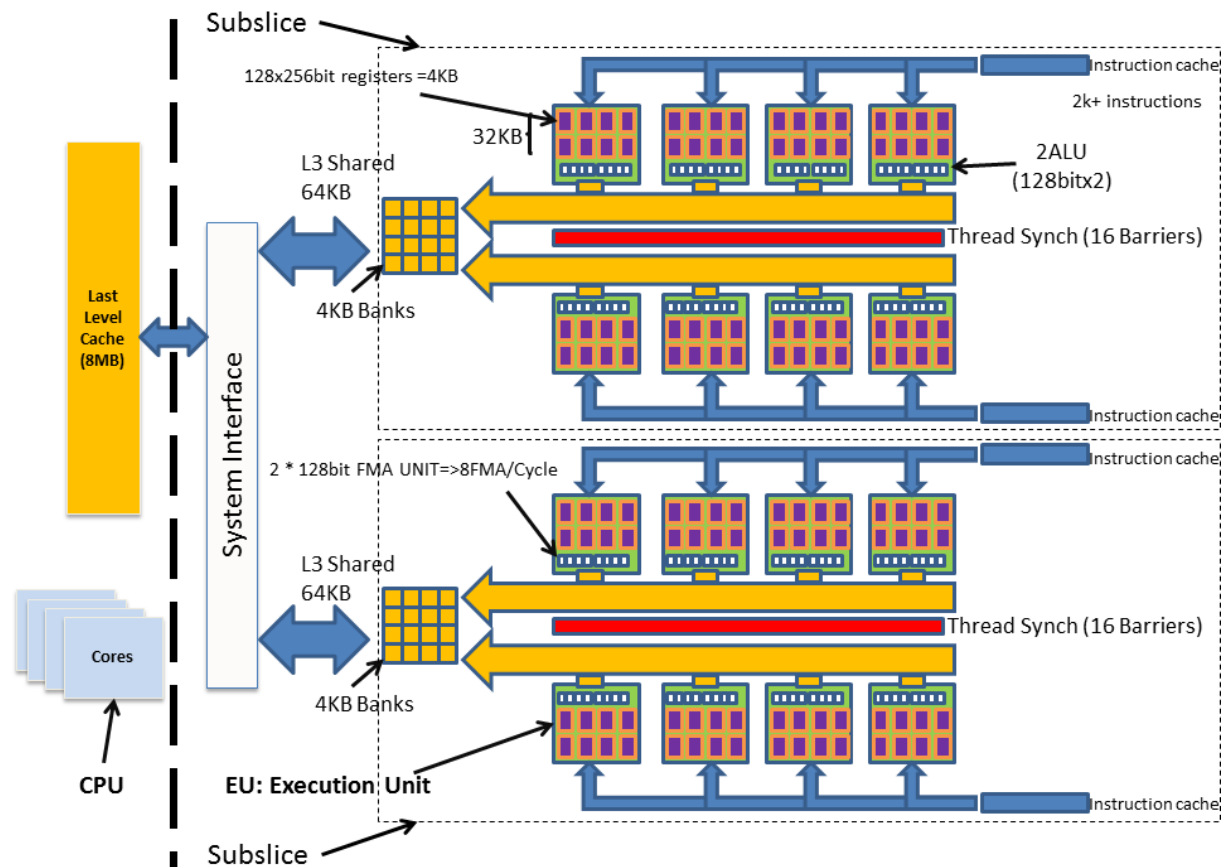 Subslice
128x256bit registers =4KB
Instruction cache
2k+ instructions
32KB
2ALU
(128bitx2)
L3 Shared
64KB
Thread Synch (16 Barriers)
4KB Banks
Last
Level
Cache
(8MB)
System Interface
Instruction cache
Instruction cache
2 * 128bit FMA UNIT=>8FMA/Cycle
L3 Shared
64KB
Thread Synch (16 Barriers)
Cores
4KB Banks
CPU
EU: Execution Unit
Instruction cache
Subslice